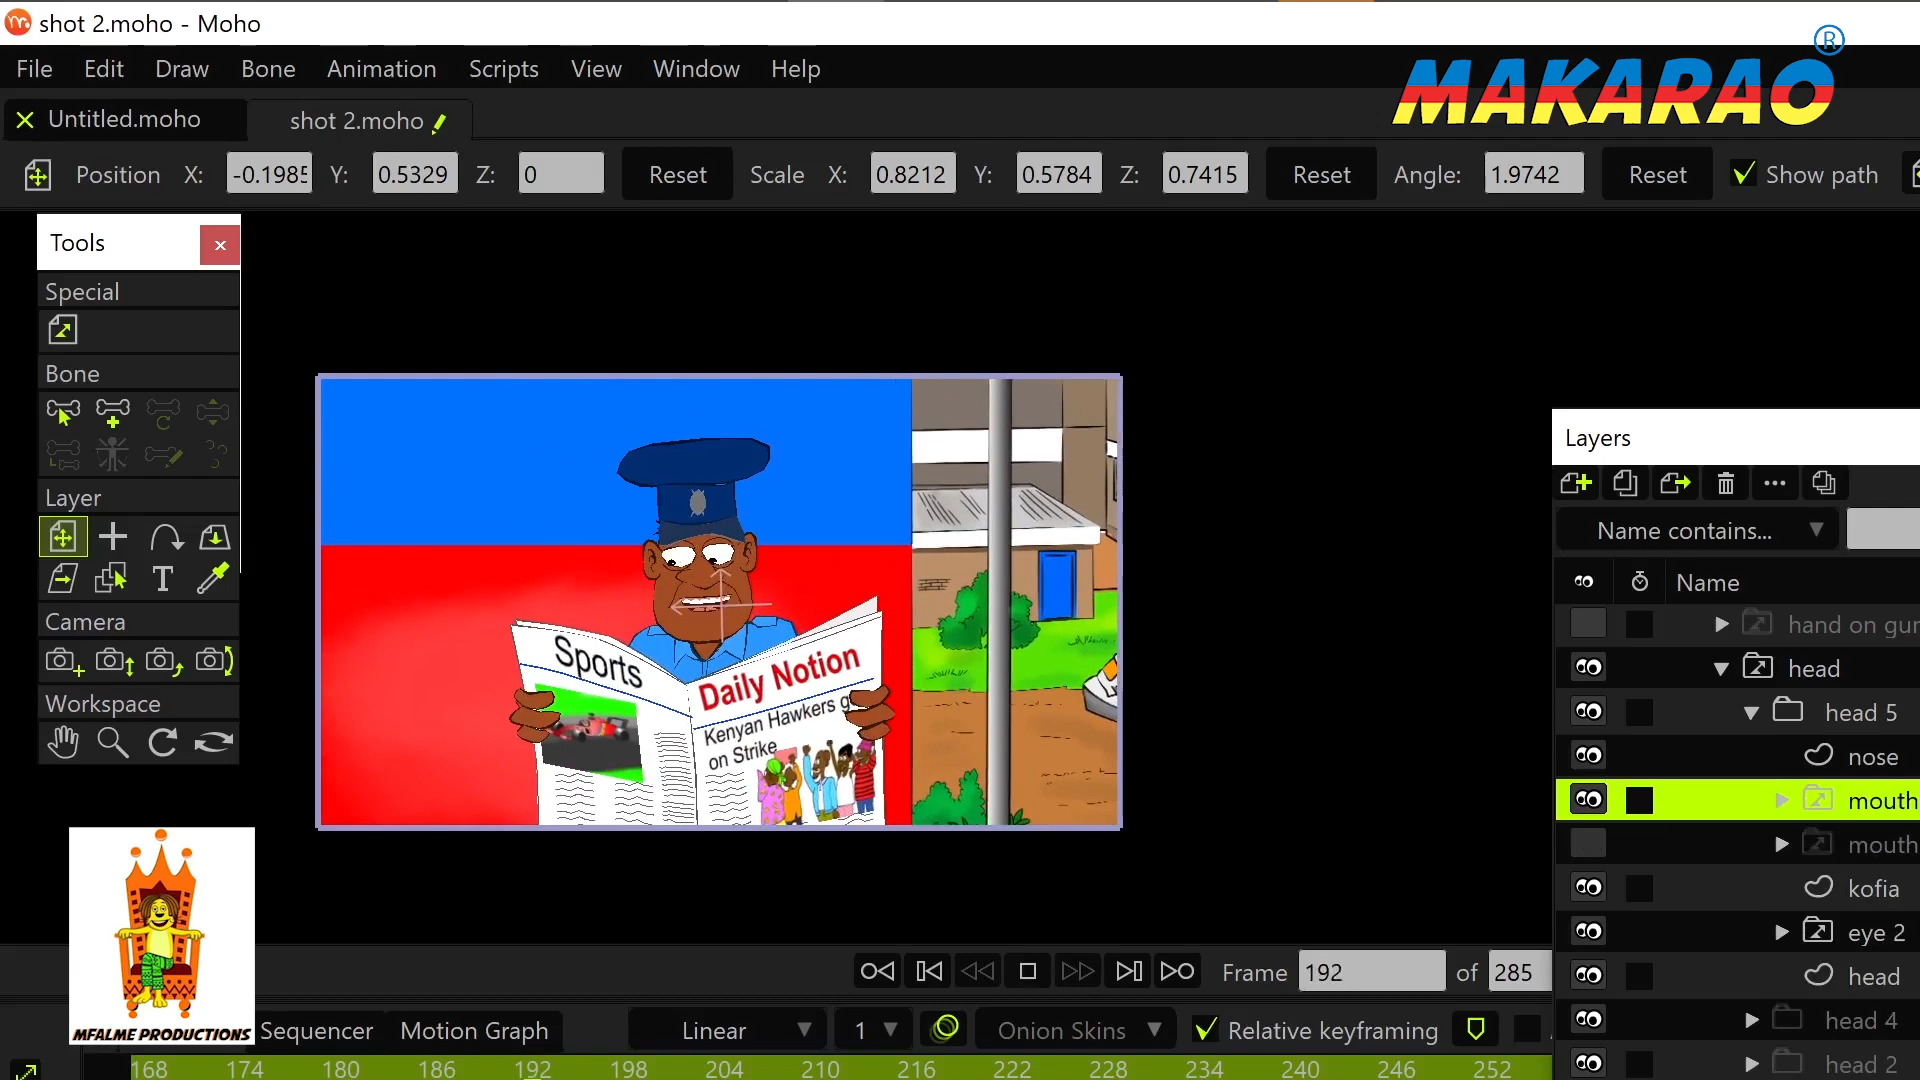 shot 2.moho - Moho
File Edit Draw Bone Animation Scripts View Window Help
MAKARAO ®
Untitled.moho shot 2.moho
Position X: -0.1985 Y: 0.5329 Z: 0 Reset Scale X: 0.8212 Y: 0.5784 Z: 0.7415 Reset Angle: 1.9742 Reset Show path
Tools
Special
Bone
Layer
T
Camera
Workspace
Sports
Daily Notion
Kenyan Hawkers g
on Strike
Layers
Name contains...
Name
hand on gun
head
head 5
nose
mouth
mouth
kofia
eye 2
head
head 4
head 2
MFALME PRODUCTIONS
Frame 192 of 285
Sequencer Motion Graph Linear 1 Onion Skins Relative keyframing
168 174 180 186 192 198 204 210 216 222 228 234 240 246 252